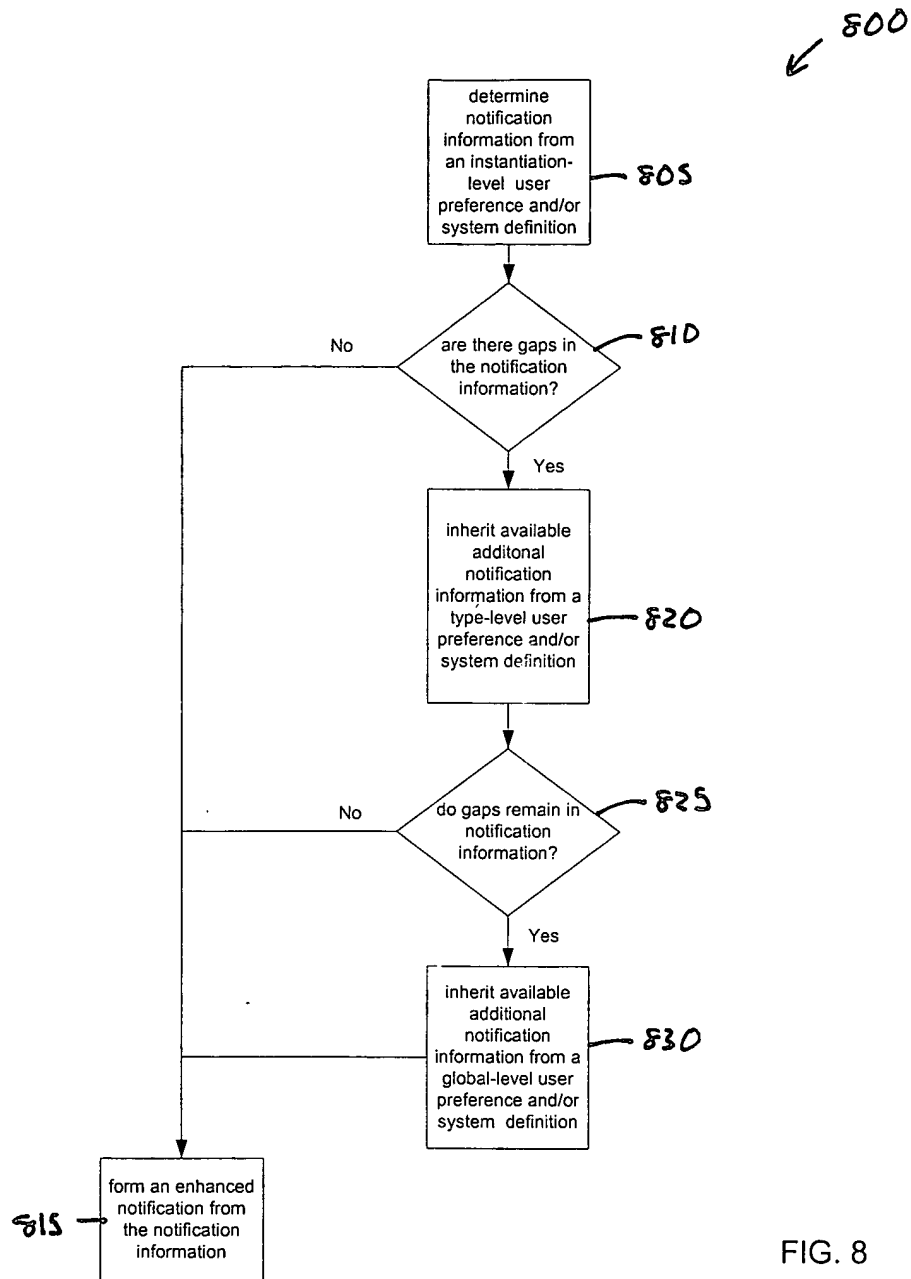 800
determine
notification
information from
an instantiation-
level user
preference and/or
system definition
805
are there gaps in
the notification
information?
810
No
Yes
inherit available
additonal
notification
information from a
type-level user
preference and/or
system definition
820
do gaps remain in
notification
information?
825
No
Yes
inherit available
additional
notification
information from a
global-level user
preference and/or
system definition
830
form an enhanced
notification from
the notification
information
815
FIG. 8